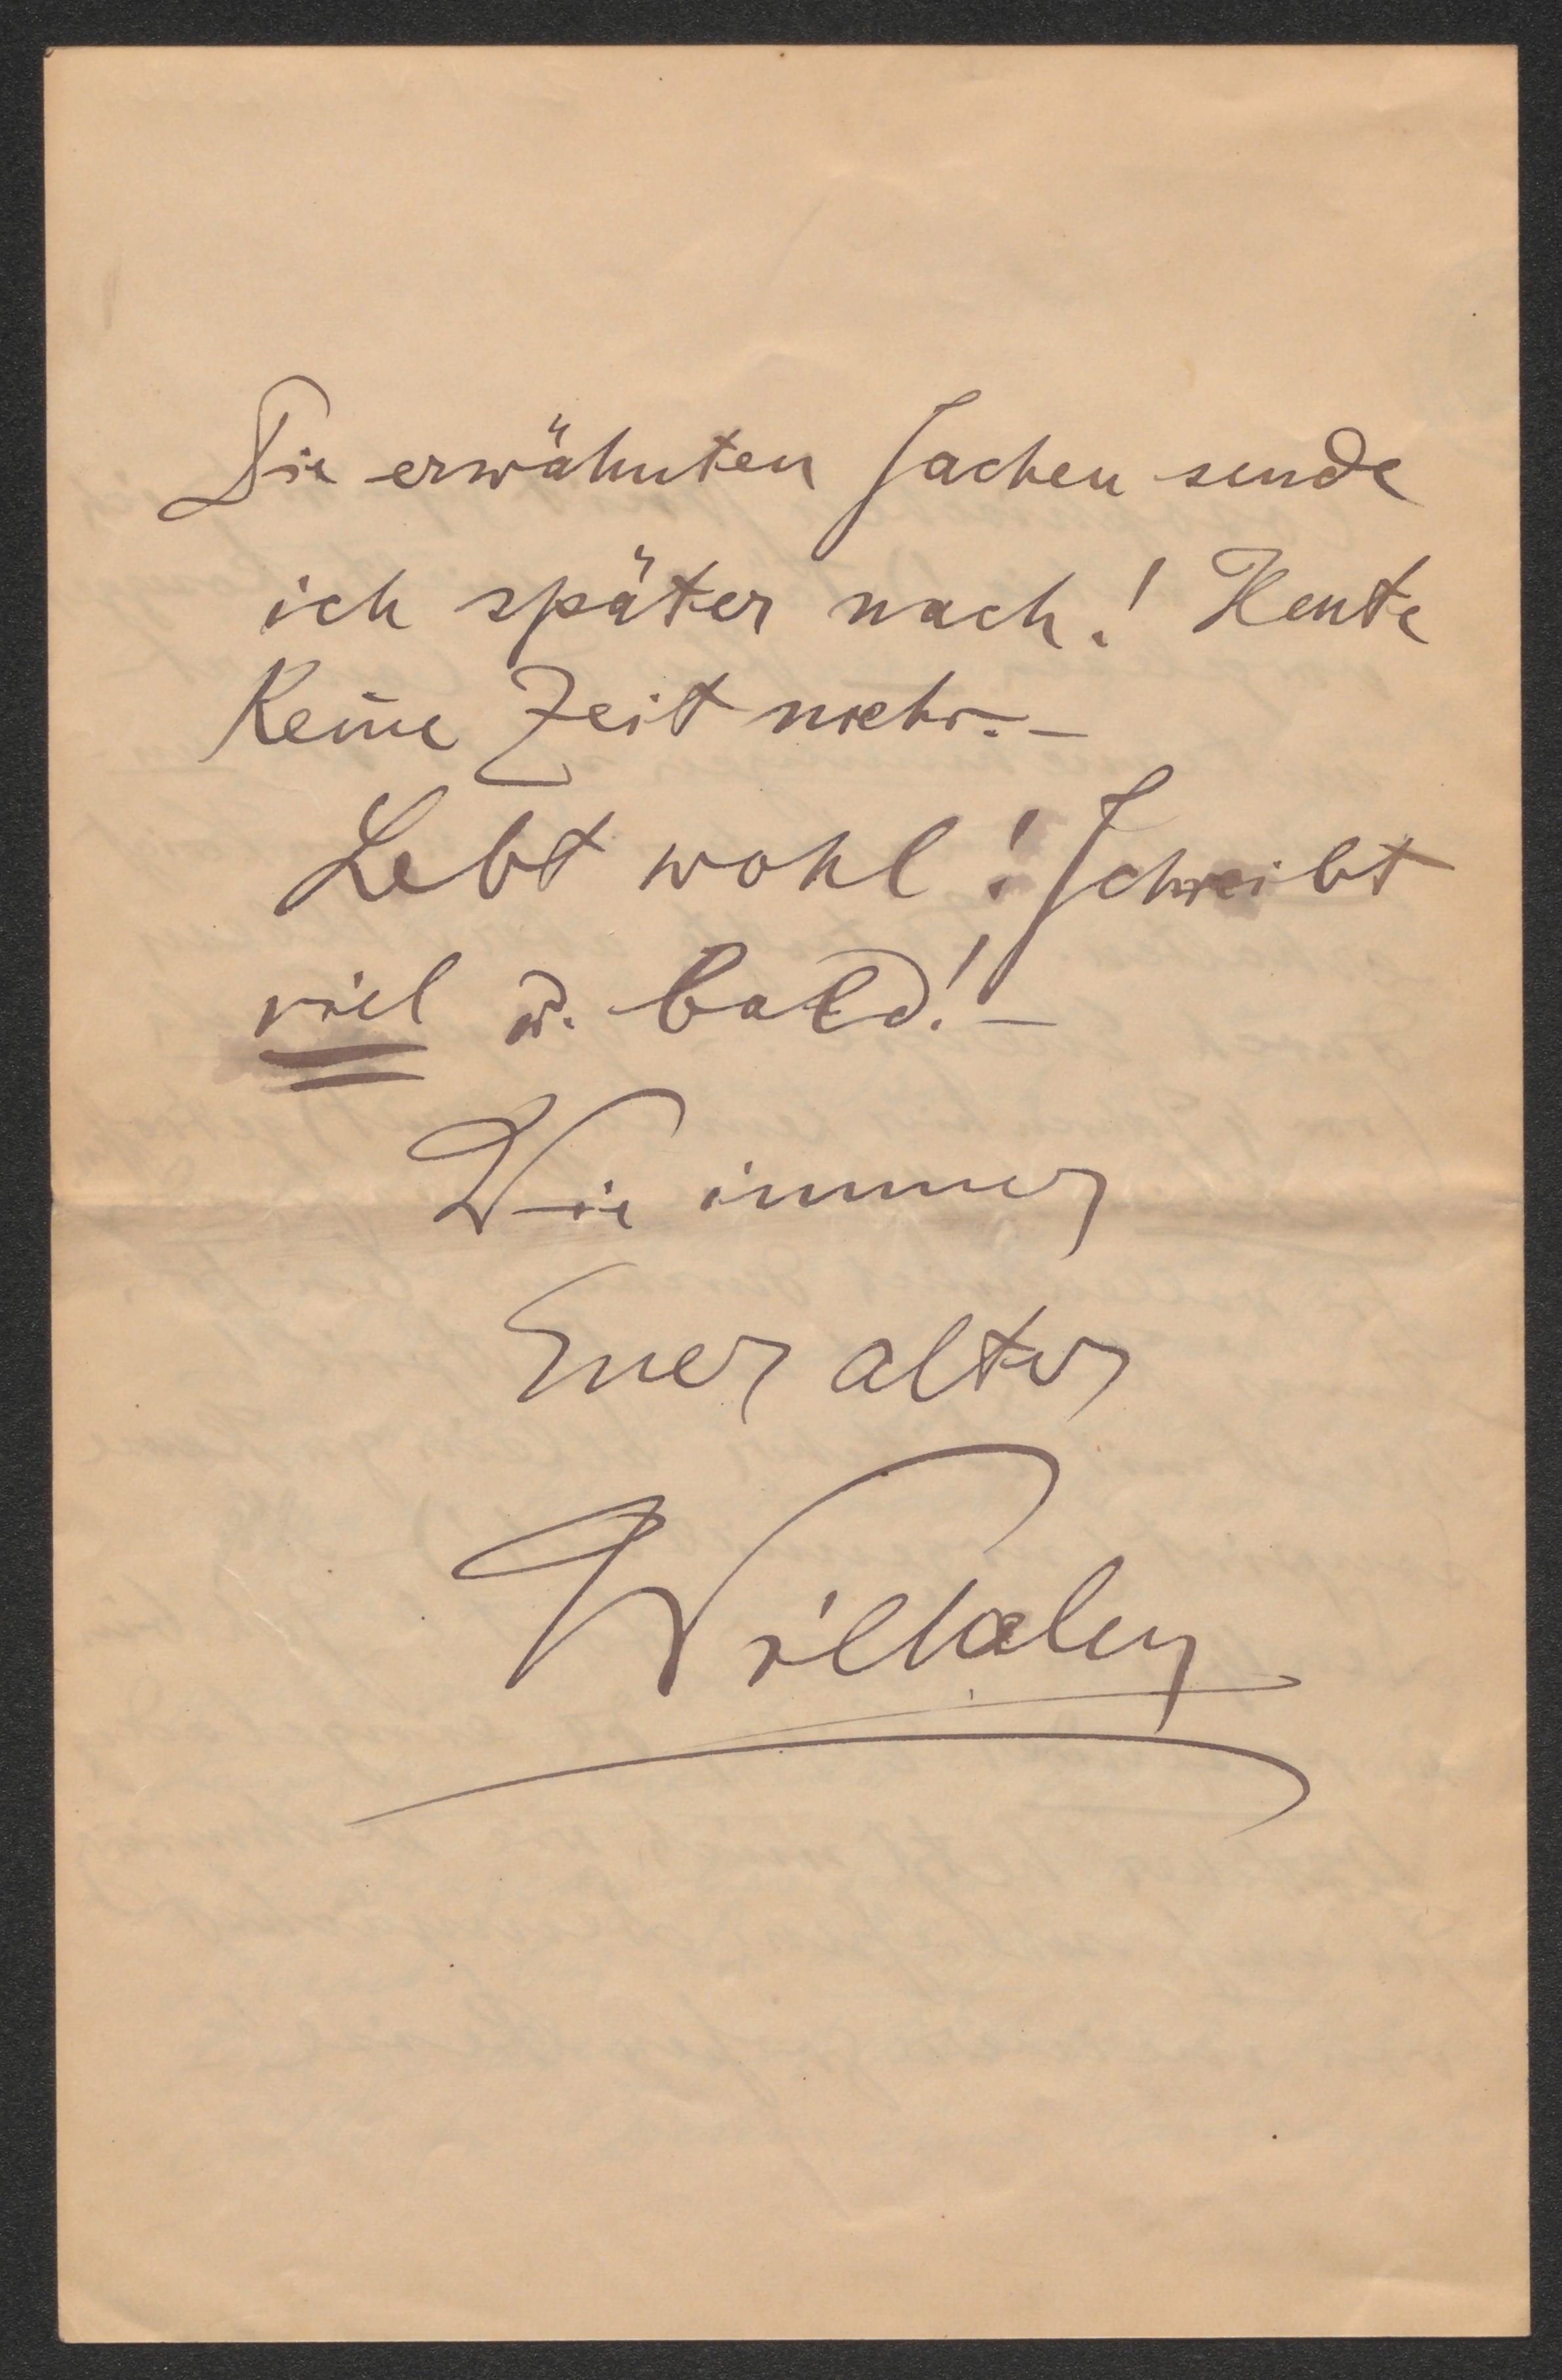 Die erwähnten Sachen sende
ich später nach! Heute
Keine Zeit mehr.–
Lebt wohl! Schreibt
viel u. bald!–
Wie immer
Euer alter
Wilhelm